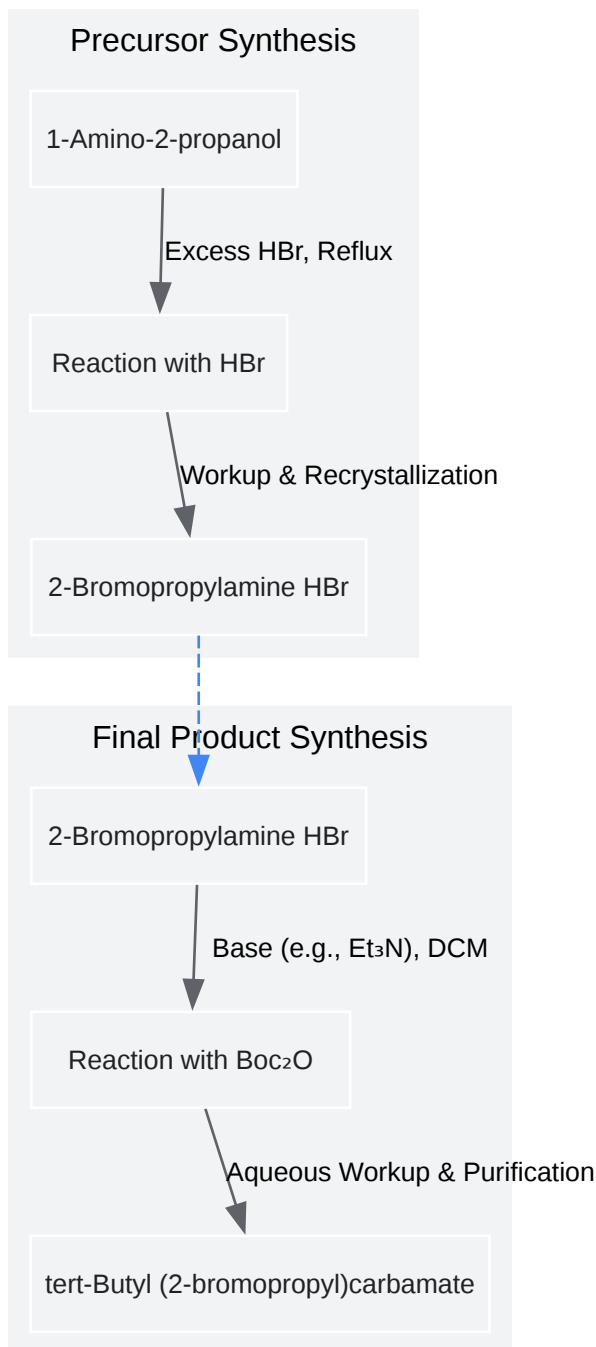 Precursor Synthesis
1-Amino-2-propanol
Excess HBr, Reflux
Reaction with HBr
Workup & Recrystallization
2-Bromopropylamine HBr
Final Product Synthesis
2-Bromopropylamine HBr
Base (e.g., Et₃N), DCM
Reaction with Boc₂O
Aqueous Workup & Purification
tert-Butyl (2-bromopropyl)carbamate